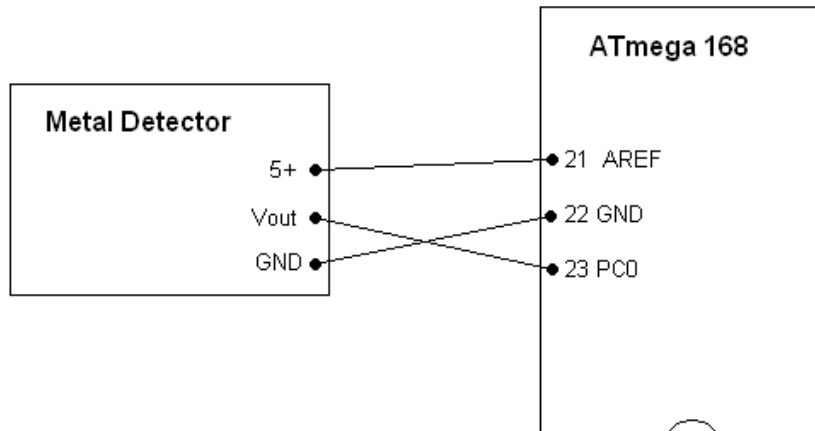 ATmega 168
Metal Detector
5+
21 AREF
Vout
22 GND
GND
23 PC0